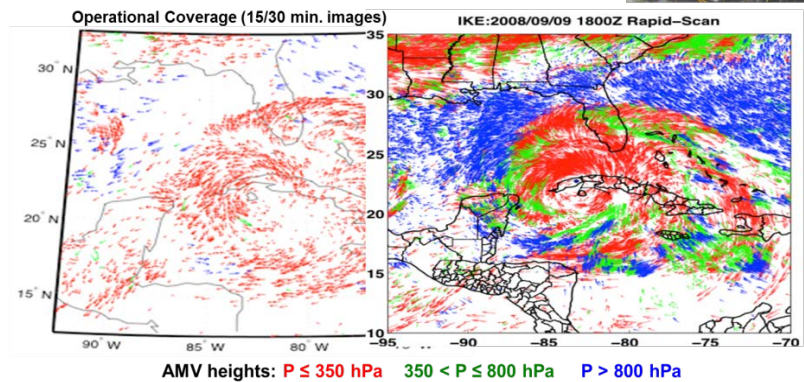 Operational Coverage (15/30 min. images)
IKE:2008/09/09 1800Z Rapid−Scan
30° N
25° N
20° N
15° N
90° W
85° W
80° W
35
30
25
20
15
10
−95
−90
−85
−80
−75
−70
AMV heights: P ≤ 350 hPa 350 < P ≤ 800 hPa P > 800 hPa